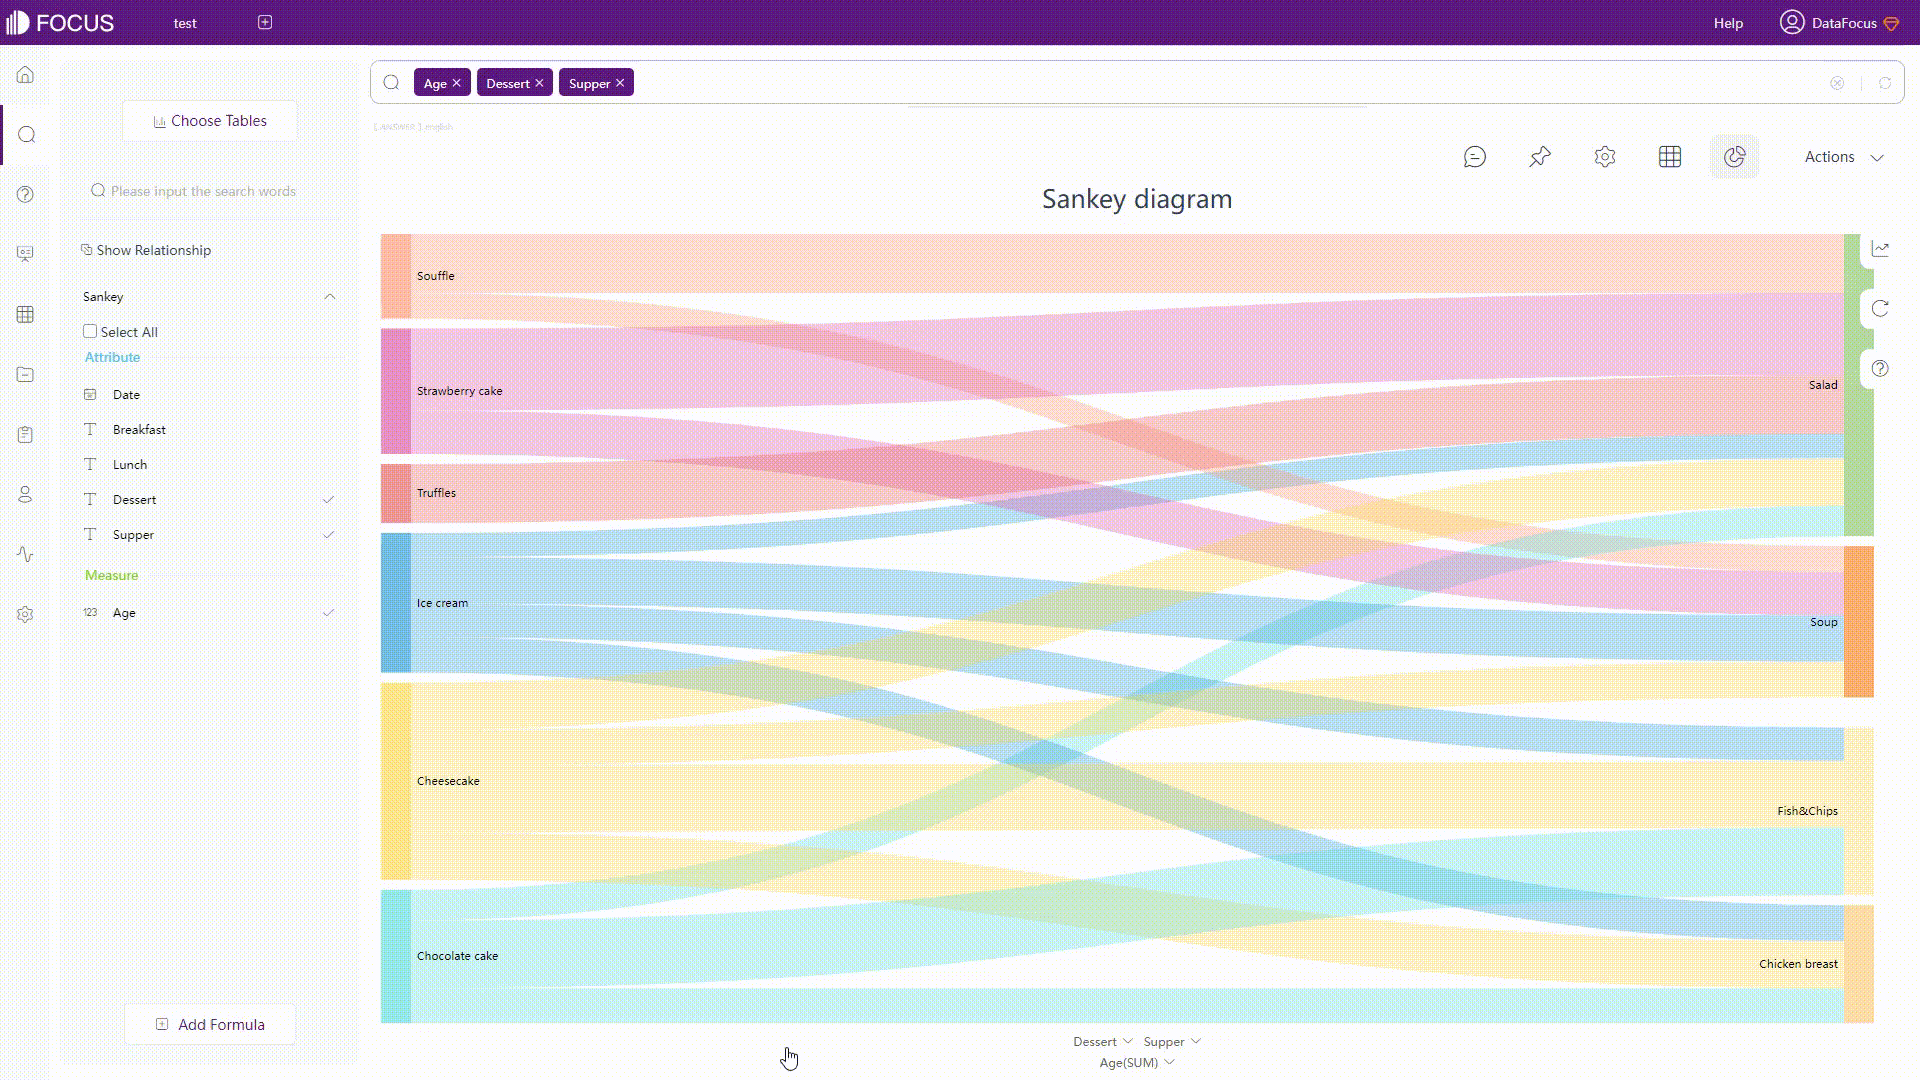 FOCUS
test
Help
DataFocus
Choose Tables
Please input the search words
Show Relationship
Sankey
Select All
Attribute
Date
Breakfast
Lunch
Dessert
Supper
Measure
123 Age
Add Formula
Age Dessert Supper
[ ANSWER ] english
Actions
Sankey diagram
Souffle
Strawberry cake
Truffles
Ice cream
Cheesecake
Chocolate cake
Salad
Soup
Fish&Chips
Chicken breast
Dessert Supper
Age(SUM)